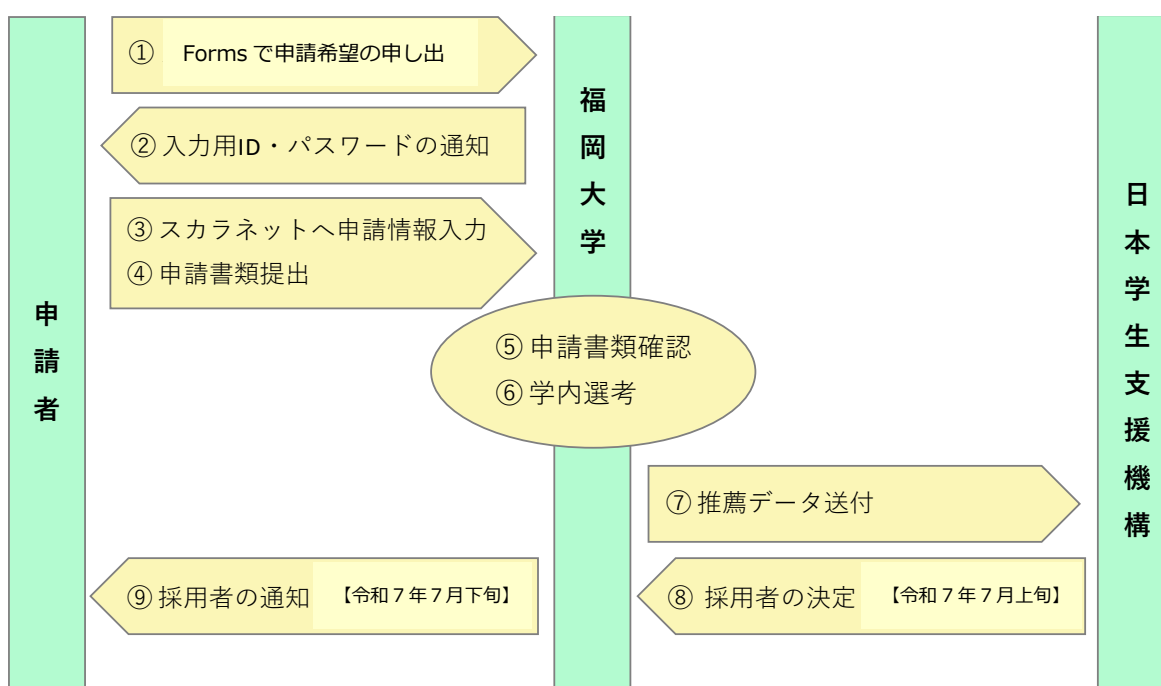 ① Forms で申請希望の申し出
② 入力用ID・パスワードの通知
③ スカラネットへ申請情報入力
④ 申請書類提出
申請者
福岡大学
日本学生支援機構
⑤ 申請書類確認
⑥ 学内選考
⑦ 推薦データ送付
⑧ 採用者の決定 【令和７年７月上旬】
⑨ 採用者の通知 【令和７年７月下旬】